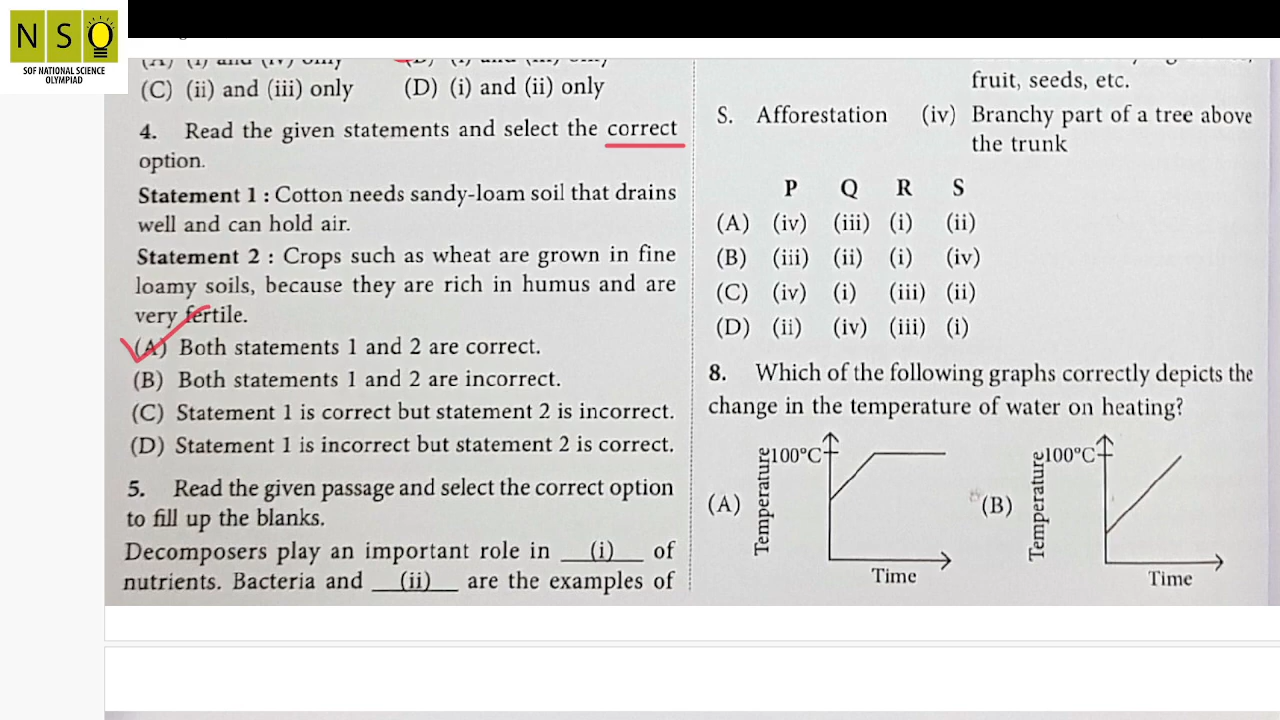 NSO
SOF NATIONAL SCIENCE
OLYMPIAD
(C) (ii) and (iii) only (D) (i) and (ii) only
4. Read the given statements and select the correct
option.
Statement 1 : Cotton needs sandy-loam soil that drains
well and can hold air.
Statement 2 : Crops such as wheat are grown in fine
loamy soils, because they are rich in humus and are
very fertile.
(A) Both statements 1 and 2 are correct.
(B) Both statements 1 and 2 are incorrect.
(C) Statement 1 is correct but statement 2 is incorrect.
(D) Statement 1 is incorrect but statement 2 is correct.
5. Read the given passage and select the correct option
to fill up the blanks.
Decomposers play an important role in __(i)__ of
nutrients. Bacteria and __(ii)__ are the examples of
fruit, seeds, etc.
S. Afforestation (iv) Branchy part of a tree above
the trunk
P Q R S
(A) (iv) (iii) (i) (ii)
(B) (iii) (ii) (i) (iv)
(C) (iv) (i) (iii) (ii)
(D) (ii) (iv) (iii) (i)
8. Which of the following graphs correctly depicts the
change in the temperature of water on heating?
(A) Temperature 100°C Time
(B) Temperature 100°C Time